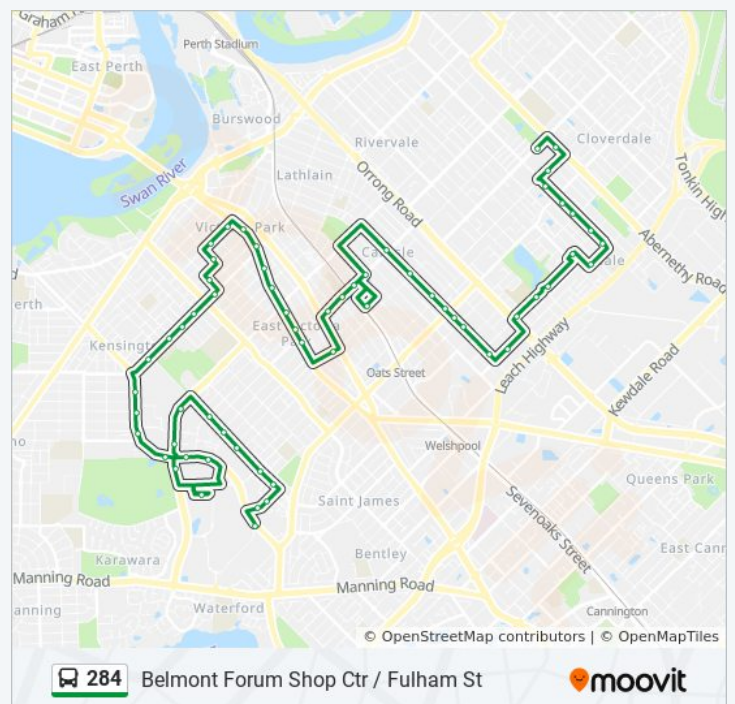 Graham
Perth Stadium
East Perth
Burswood
Cloverdale
Rivervale
Lathlain
Orrong Road
Swan River
Tonkin High
Victoria Park
Carlisle
Abernethy Road
erth
East Victoria
Park
Kensington
Oats Street
Leach Highway
Kewdale Road
Welshpool
Queens Park
Saint James
Sevenoaks Street
East Cann
Karawara
Bentley
Manning Road
Manning Road
anning
Waterford
Cannington
© OpenStreetMap contributors | © OpenMapTiles
284 Belmont Forum Shop Ctr / Fulham St moovit